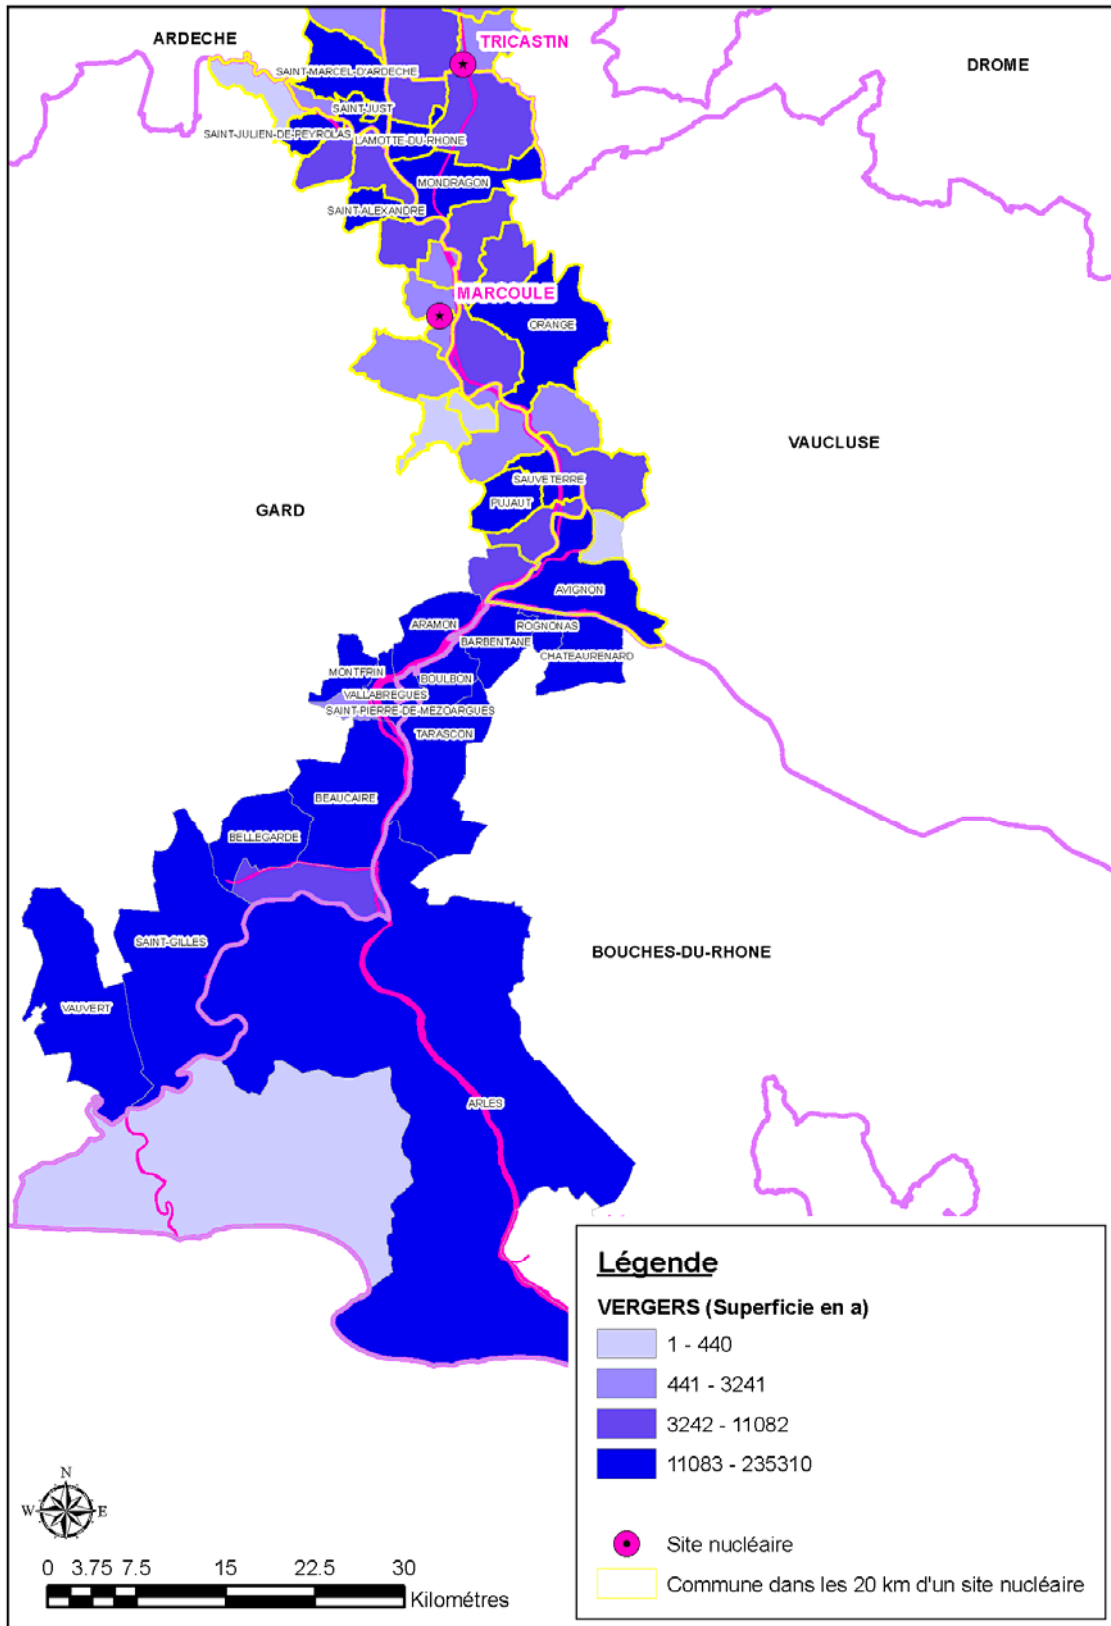 ARDECHE
TRICASTIN
DROME
SAINT-MARCEL-D'ARDECHE
SAINT-JUST
SAINT-JULIEN-DE-PEYROLAS
LAMOTTE-DU-RHONE
MONDRAGON
SAINT-ALEXANDRE
MARCOULE
ORANGE
VAUCLUSE
SAUVETERRE
PUJAUT
GARD
AVIGNON
ARAMON
ROGNONAS
BARBENTANE
CHATEAURENARD
MONTFRIN
BOULBON
VALLABREGUES
SAINT-PIERRE-DE-MEZOARGUES
TARASCON
BEAUCAIRE
BELLEGARDE
SAINT-GILLES
BOUCHES-DU-RHONE
VAUVERT
ARLES
Légende
VERGERS (Superficie en a)
1 - 440
441 - 3241
3242 - 11082
11083 - 235310
Site nucléaire
Commune dans les 20 km d'un site nucléaire
N
W E
S
0 3.75 7.5 15 22.5 30
Kilométres